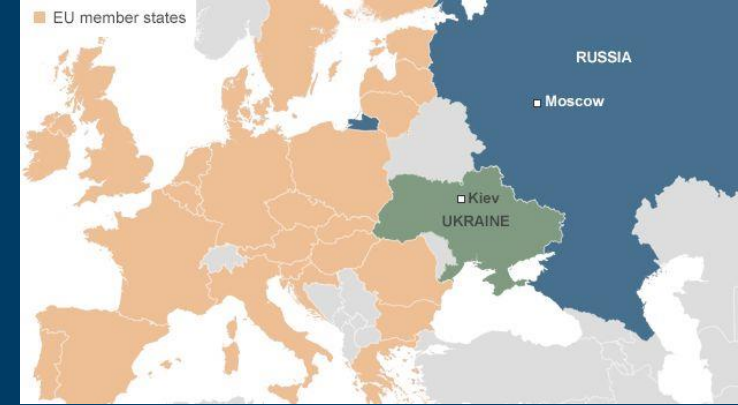 EU member states
RUSSIA
Moscow
Kiev
UKRAINE